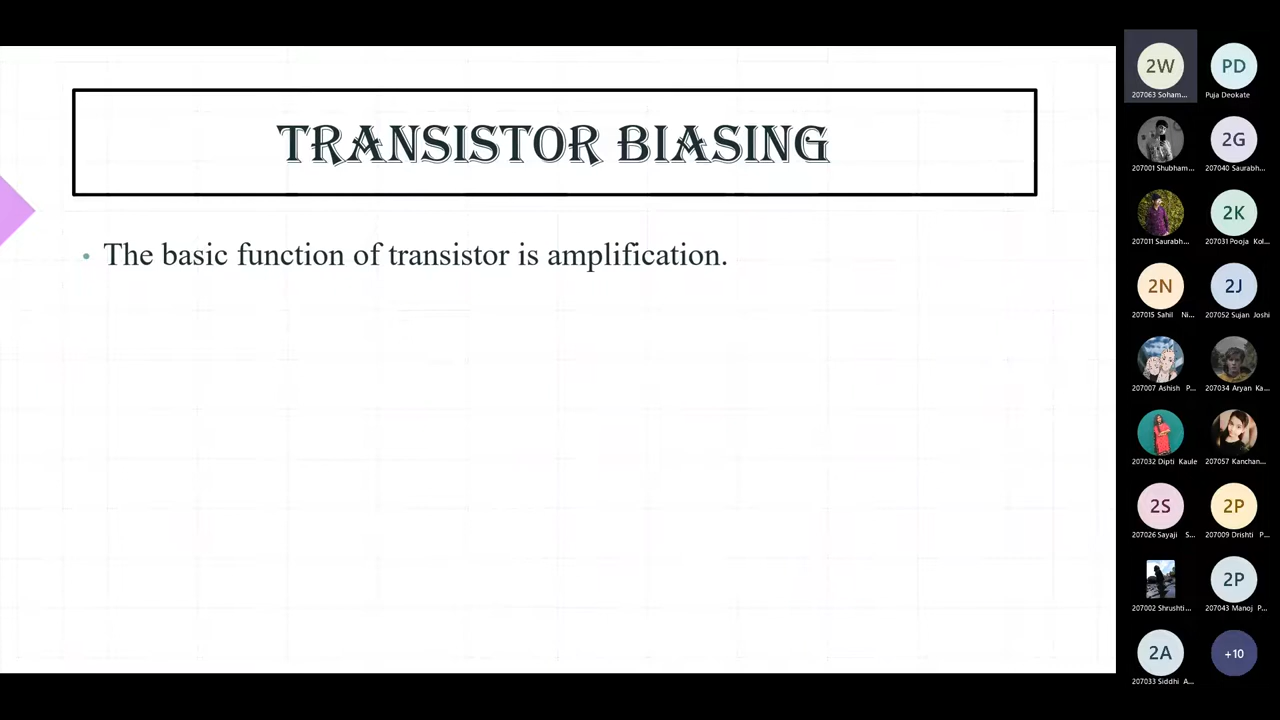 TRANSISTOR BIASING
• The basic function of transistor is amplification.
2W
207063 Soham...
PD
Puja Deokate
207001 Shubham...
2G
207040 Saurabh...
207011 Saurabh...
2K
207031 Pooja Kol...
2N
207015 Sahil Ni...
2J
207052 Sujan Joshi
207007 Ashish P...
207034 Aryan Ka...
207032 Dipti Kaule
207057 Kanchan...
2S
207026 Sayaji S...
2P
207009 Drishti P...
207002 Shrushti...
2P
207043 Manoj P...
2A
207033 Siddhi A...
+10